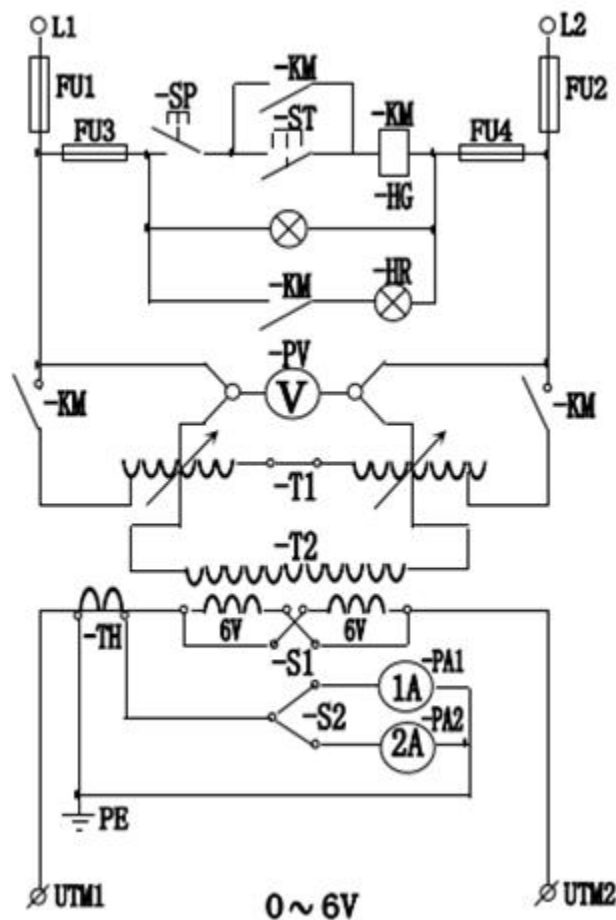 L1 L2
FU1 FU2
-KM
-SP
-ST -KM
FU3 FU4
-HG
-KM -HR
-PV
V
-KM -KM
-T1
-T2
6V 6V
-TH
-S1
-PA1
1A
-S2 -PA2
2A
PE
UTM1 UTM2
0～6V